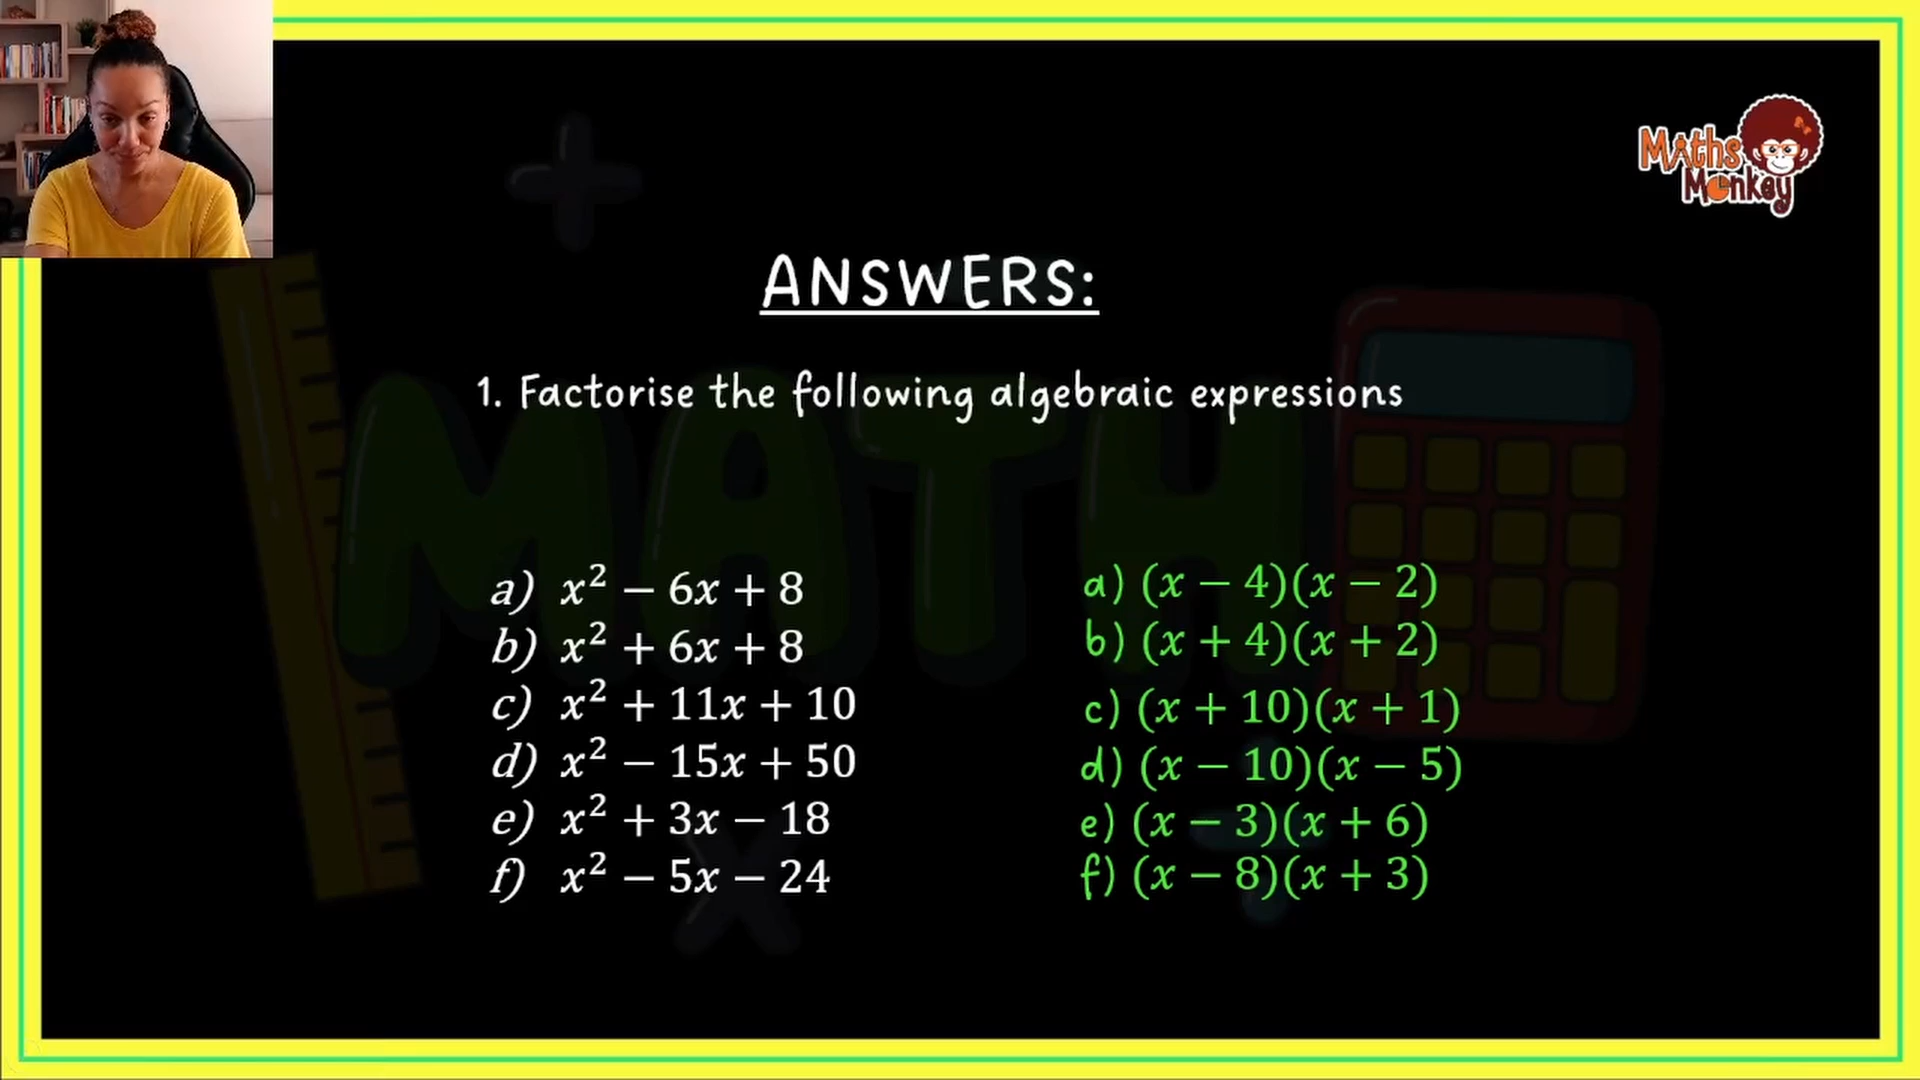 Maths
Monkey
ANSWERS:
1. Factorise the following algebraic expressions
MATH
a) x² − 6x + 8
b) x² + 6x + 8
c) x² + 11x + 10
d) x² − 15x + 50
e) x² + 3x − 18
f) x² − 5x − 24
a) (x − 4)(x − 2)
b) (x + 4)(x + 2)
c) (x + 10)(x + 1)
d) (x − 10)(x − 5)
e) (x − 3)(x + 6)
f) (x − 8)(x + 3)